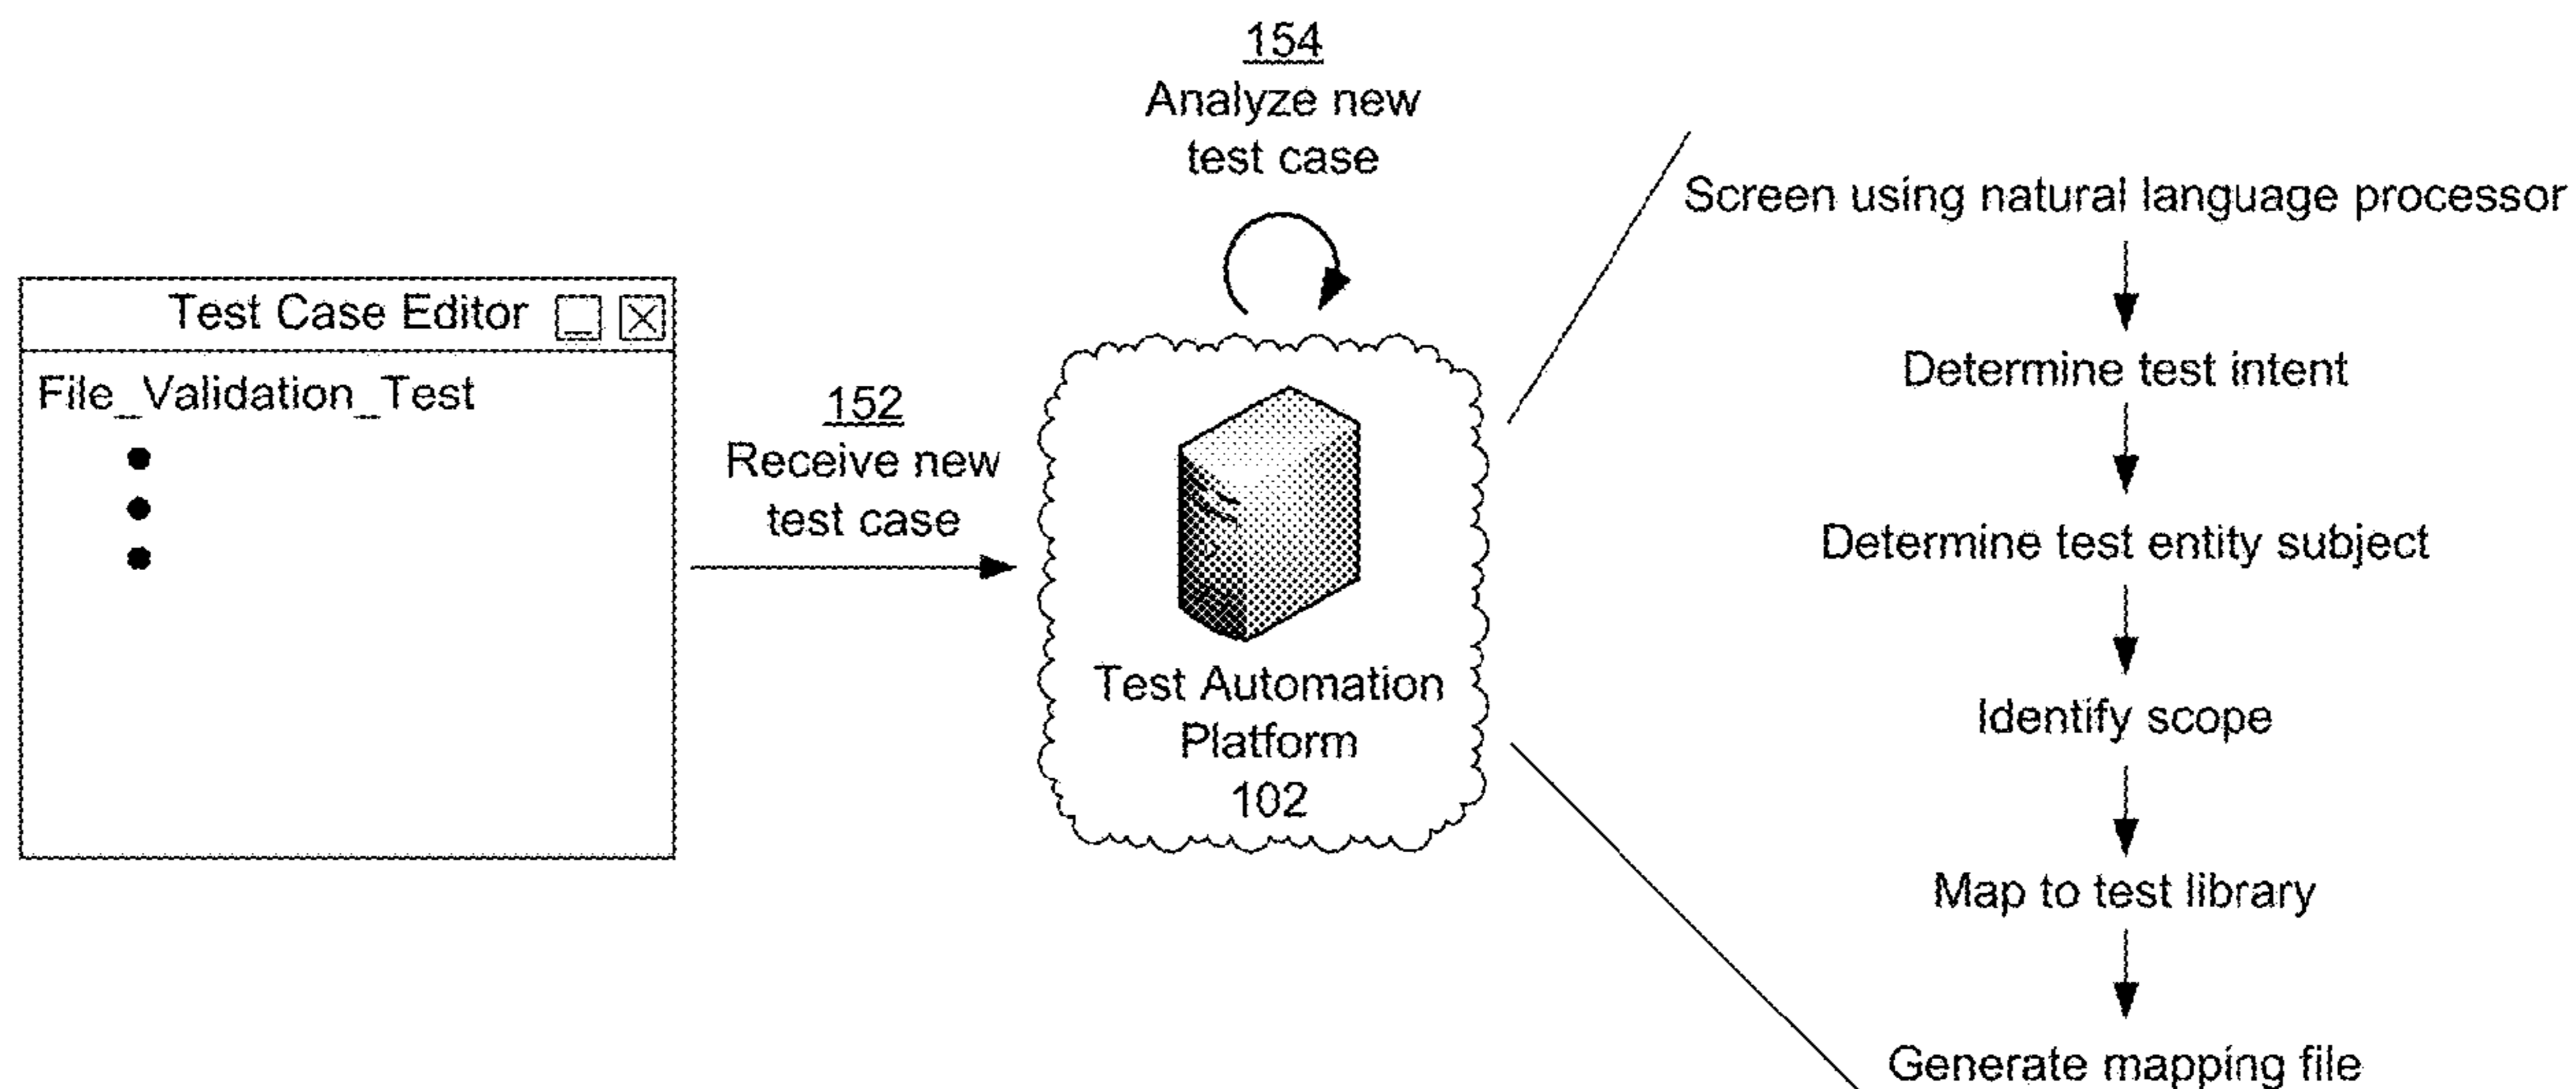 Test Case Editor
File_Validation_Test
152
Receive new
test case
154
Analyze new
test case
Test Automation
Platform
102
Screen using natural language processor
Determine test intent
Determine test entity subject
Identify scope
Map to test library
Generate mapping file